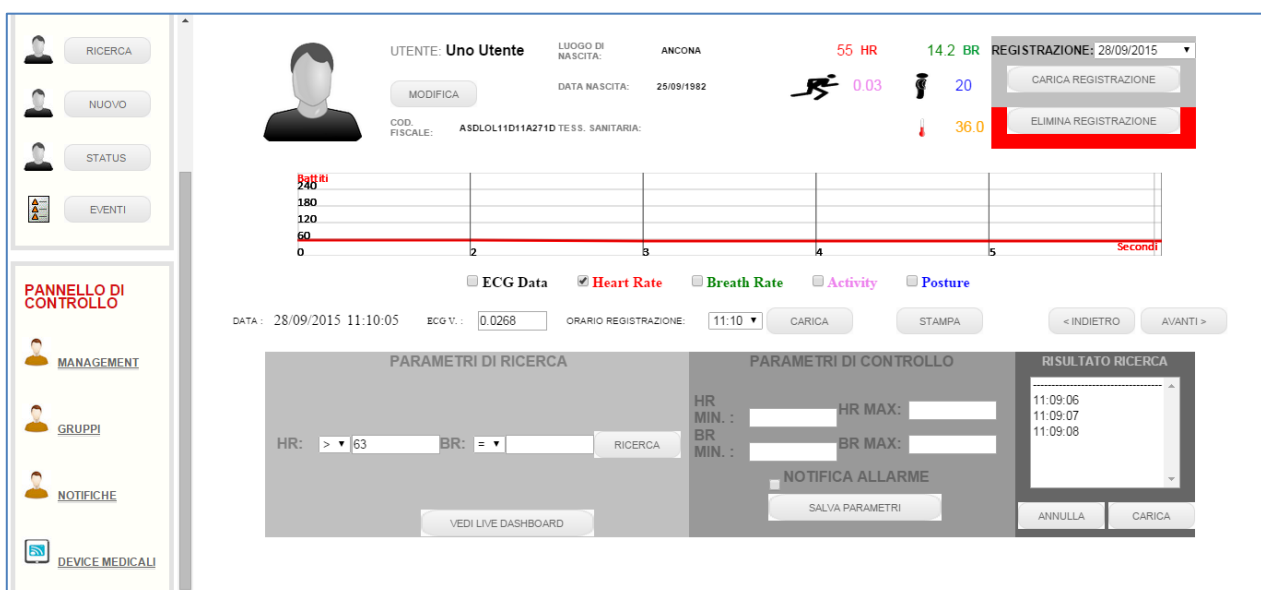 RICERCA
NUOVO
STATUS
EVENTI
PANNELLO DI
CONTROLLO
MANAGEMENT
GRUPPI
NOTIFICHE
DEVICE MEDICALI
UTENTE: Uno Utente
LUOGO DI
NASCITA:
ANCONA
MODIFICA
DATA NASCITA: 25/09/1982
COD.
FISCALE: ASDLOL11D11A271D TESS. SANITARIA:
55 HR 14.2 BR
0.03 20
36.0
REGISTRAZIONE: 28/09/2015
CARICA REGISTRAZIONE
ELIMINA REGISTRAZIONE
Battiti
240
180
120
60
0 2 3 4 5
Secondi
ECG Data Heart Rate Breath Rate Activity Posture
DATA : 28/09/2015 11:10:05 ECG V. : 0.0268 ORARIO REGISTRAZIONE: 11:10 CARICA STAMPA < INDIETRO AVANTI >
PARAMETRI DI RICERCA
HR: > 63 BR: = RICERCA
VEDI LIVE DASHBOARD
PARAMETRI DI CONTROLLO
HR
MIN. :
HR MAX:
BR
MIN. :
BR MAX:
NOTIFICA ALLARME
SALVA PARAMETRI
RISULTATO RICERCA
--------------------------------
11:09:06
11:09:07
11:09:08
ANNULLA CARICA